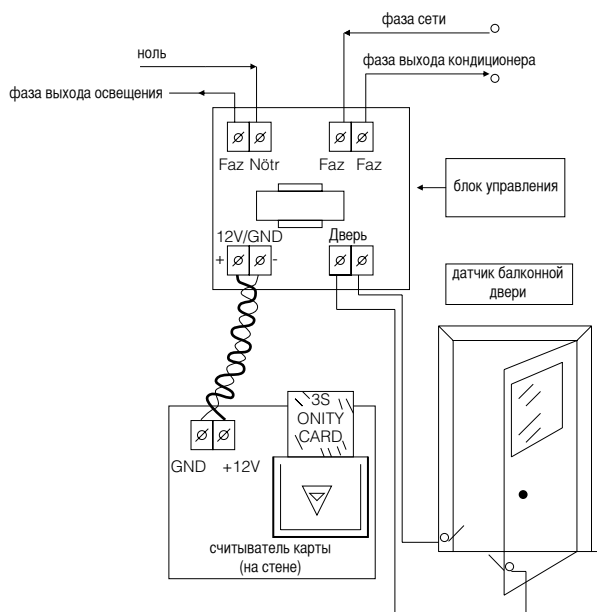 фаза сети
ноль
фаза выхода кондиционера
фаза выхода освещения
Faz Nötr
Faz Faz
блок управления
12V/GND
Дверь
+ -
датчик балконной
двери
3S
ONITY
CARD
GND +12V
считыватель карты
(на стене)